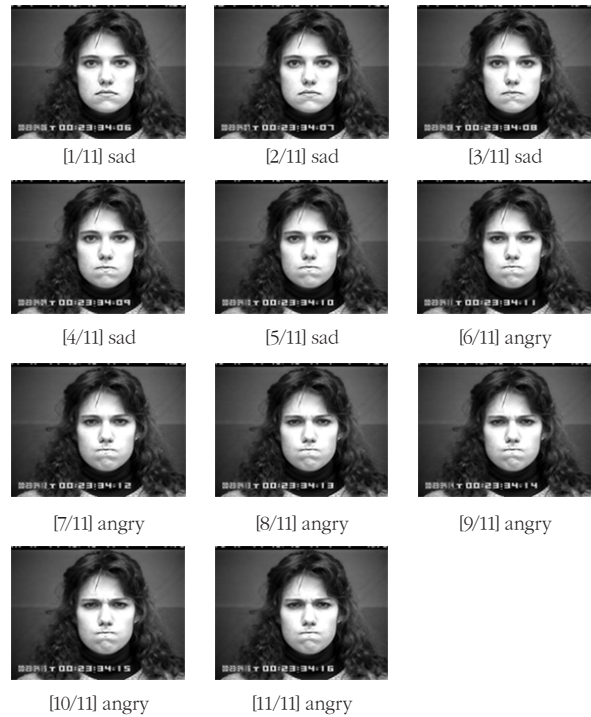 T 00:23:34:06
T 00:23:34:07
T 00:23:34:08
[1/11] sad
[2/11] sad
[3/11] sad
T 00:23:34:09
T 00:23:34:10
T 00:23:34:11
[4/11] sad
[5/11] sad
[6/11] angry
T 00:23:34:12
T 00:23:34:13
T 00:23:34:14
[7/11] angry
[8/11] angry
[9/11] angry
T 00:23:34:15
T 00:23:34:16
[10/11] angry
[11/11] angry